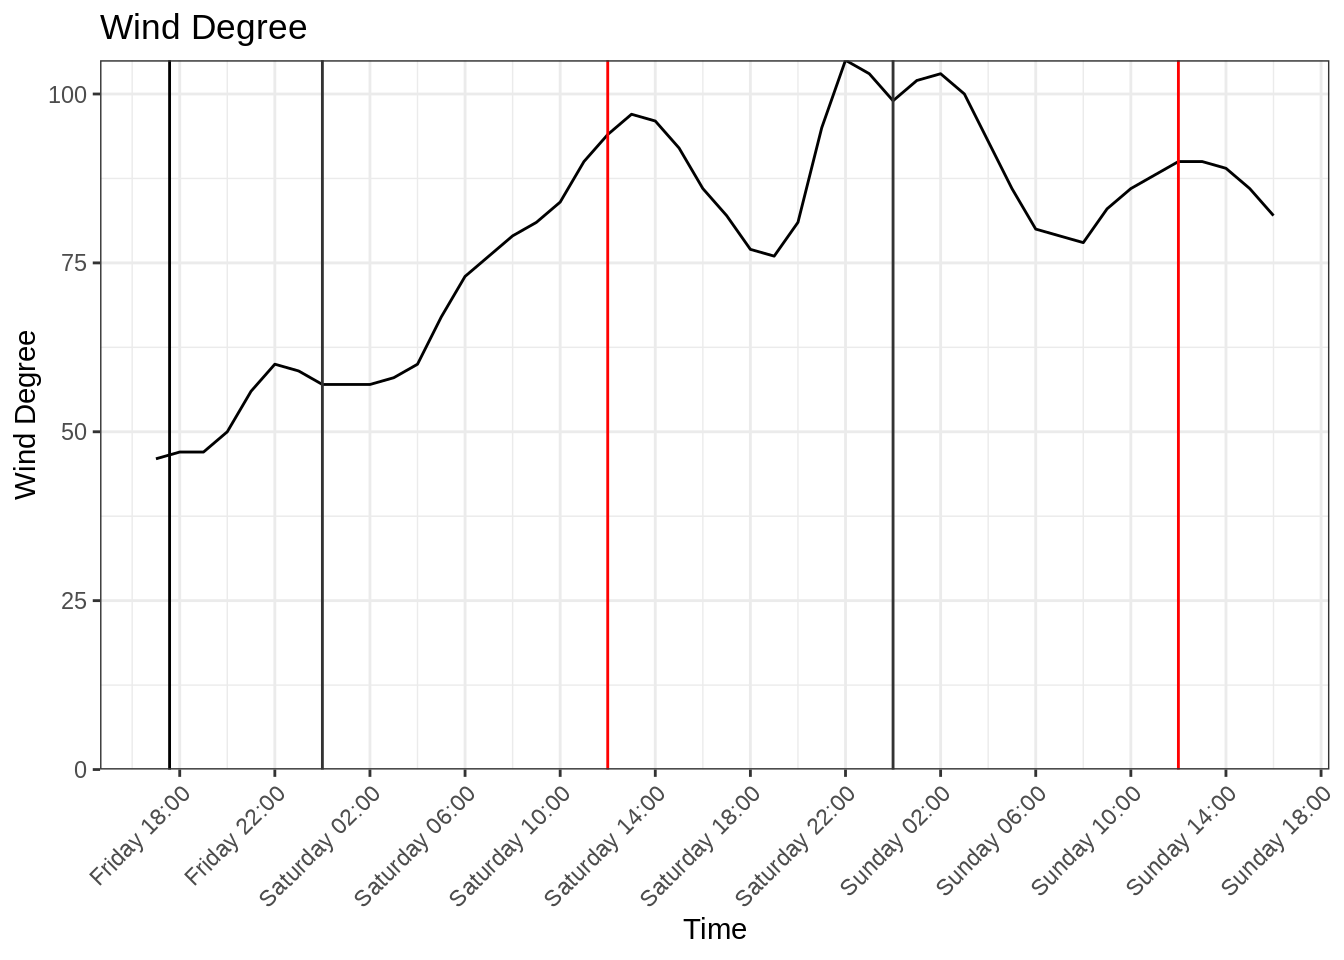 Wind Degree
Wind Degree
100
75
50
25
0
Friday 18:00
Friday 22:00
Saturday 02:00
Saturday 06:00
Saturday 10:00
Saturday 14:00
Saturday 18:00
Saturday 22:00
Sunday 02:00
Sunday 06:00
Sunday 10:00
Sunday 14:00
Sunday 18:00
Time